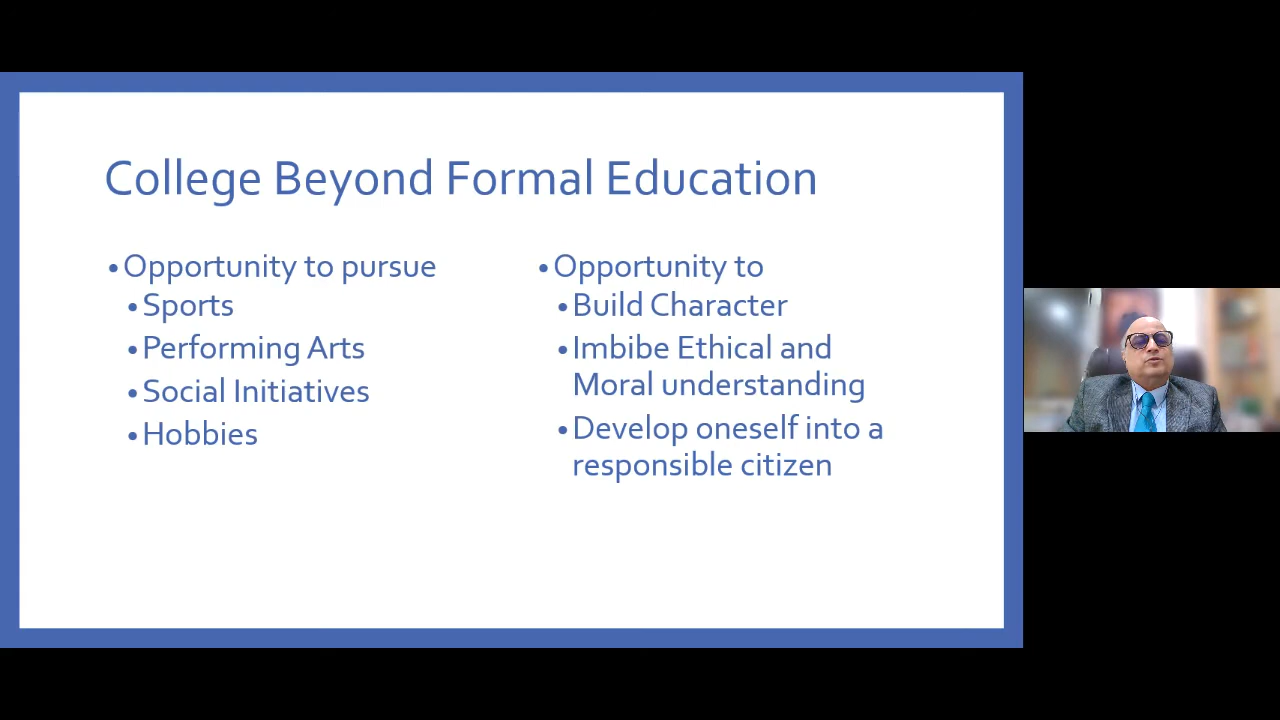 College Beyond Formal Education
•Opportunity to pursue
•Sports
•Performing Arts
•Social Initiatives
•Hobbies
•Opportunity to
•Build Character
•Imbibe Ethical and
Moral understanding
•Develop oneself into a
responsible citizen